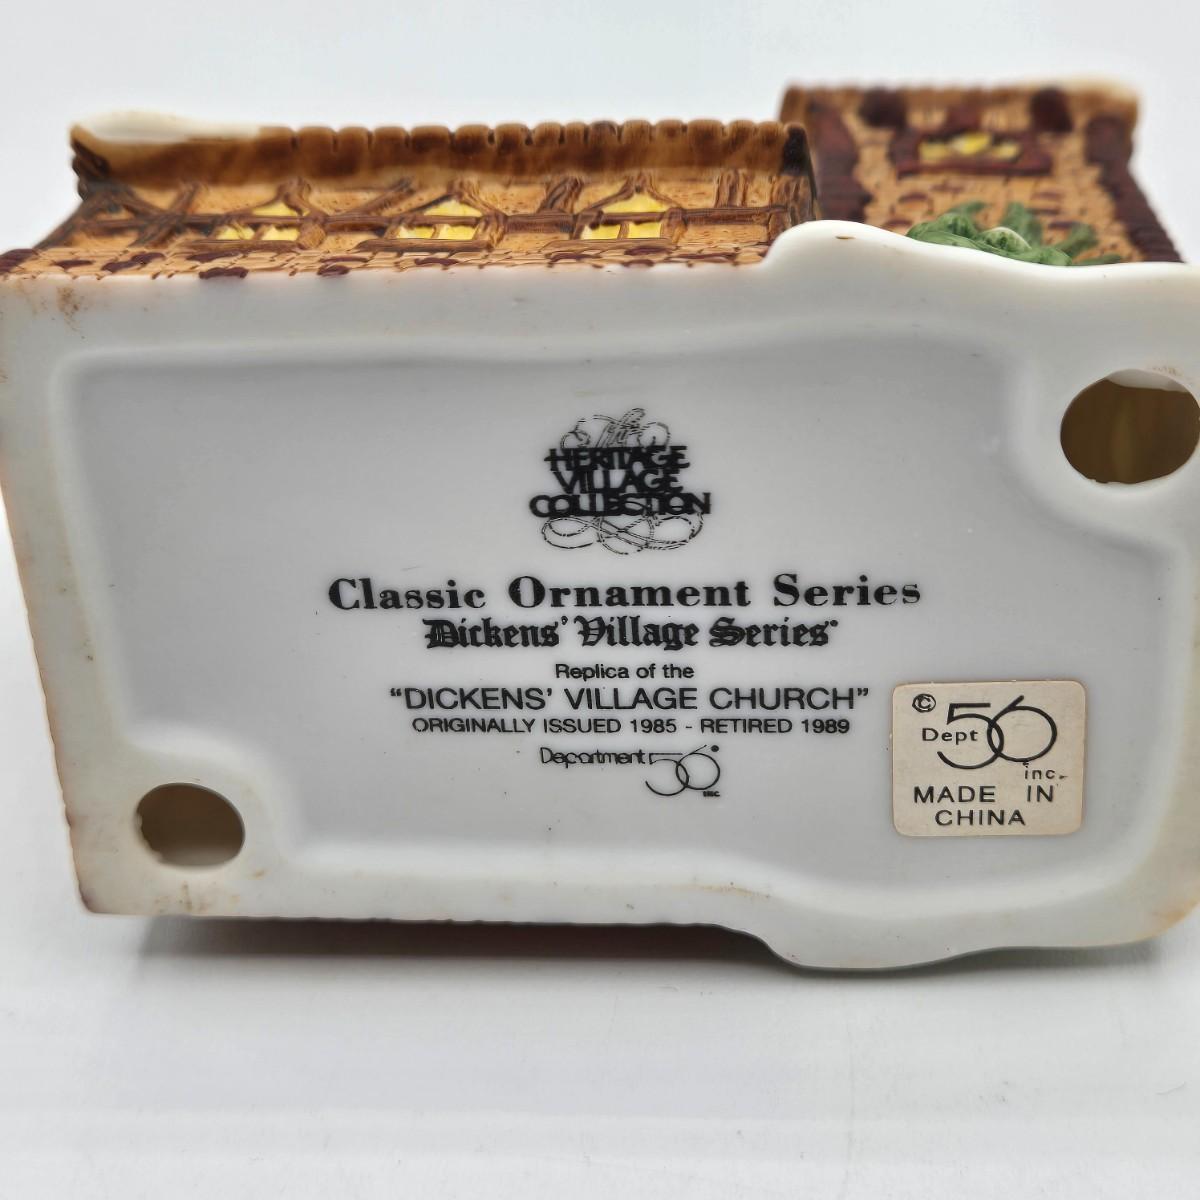 The
HERITAGE
VILLAGE
COLLECTION
Classic Ornament Series
Dickens' Village Series®
Replica of the
“DICKENS' VILLAGE CHURCH”
ORIGINALLY ISSUED 1985 - RETIRED 1989
Department 56®
INC.
© Dept 56
inc.
MADE IN
CHINA